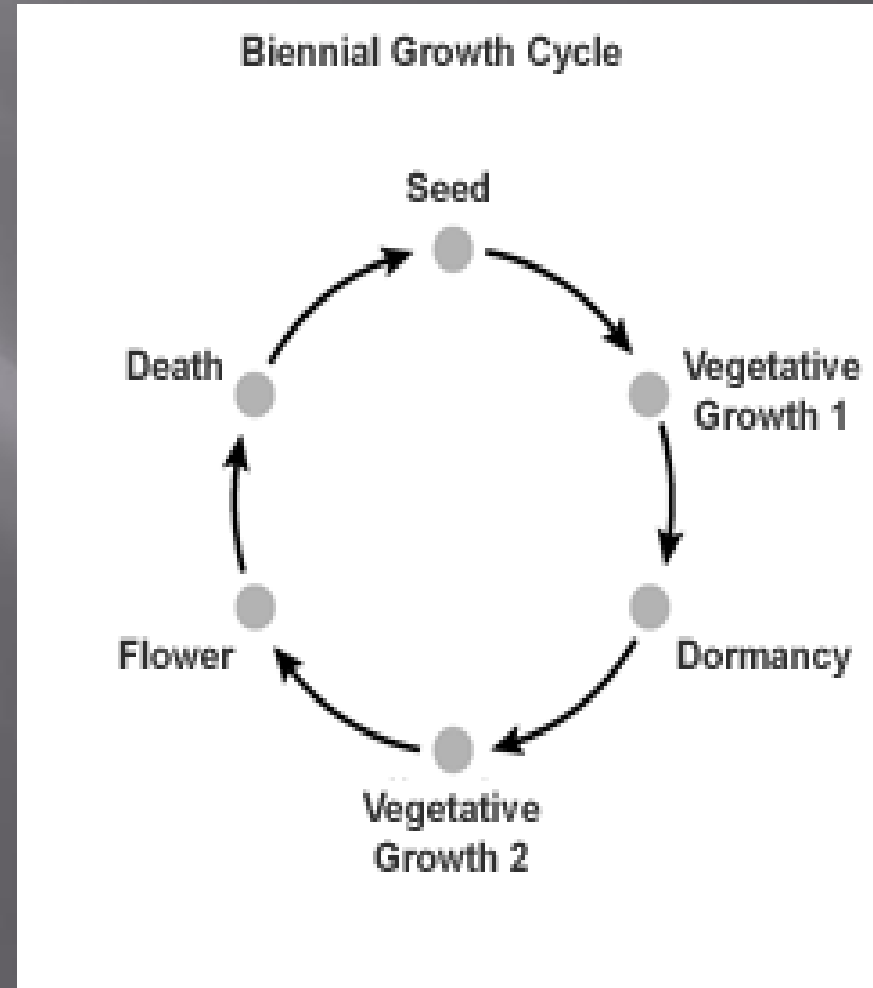 Biennial Growth Cycle
Seed
Vegetative
Growth 1
Dormancy
Vegetative
Growth 2
Flower
Death